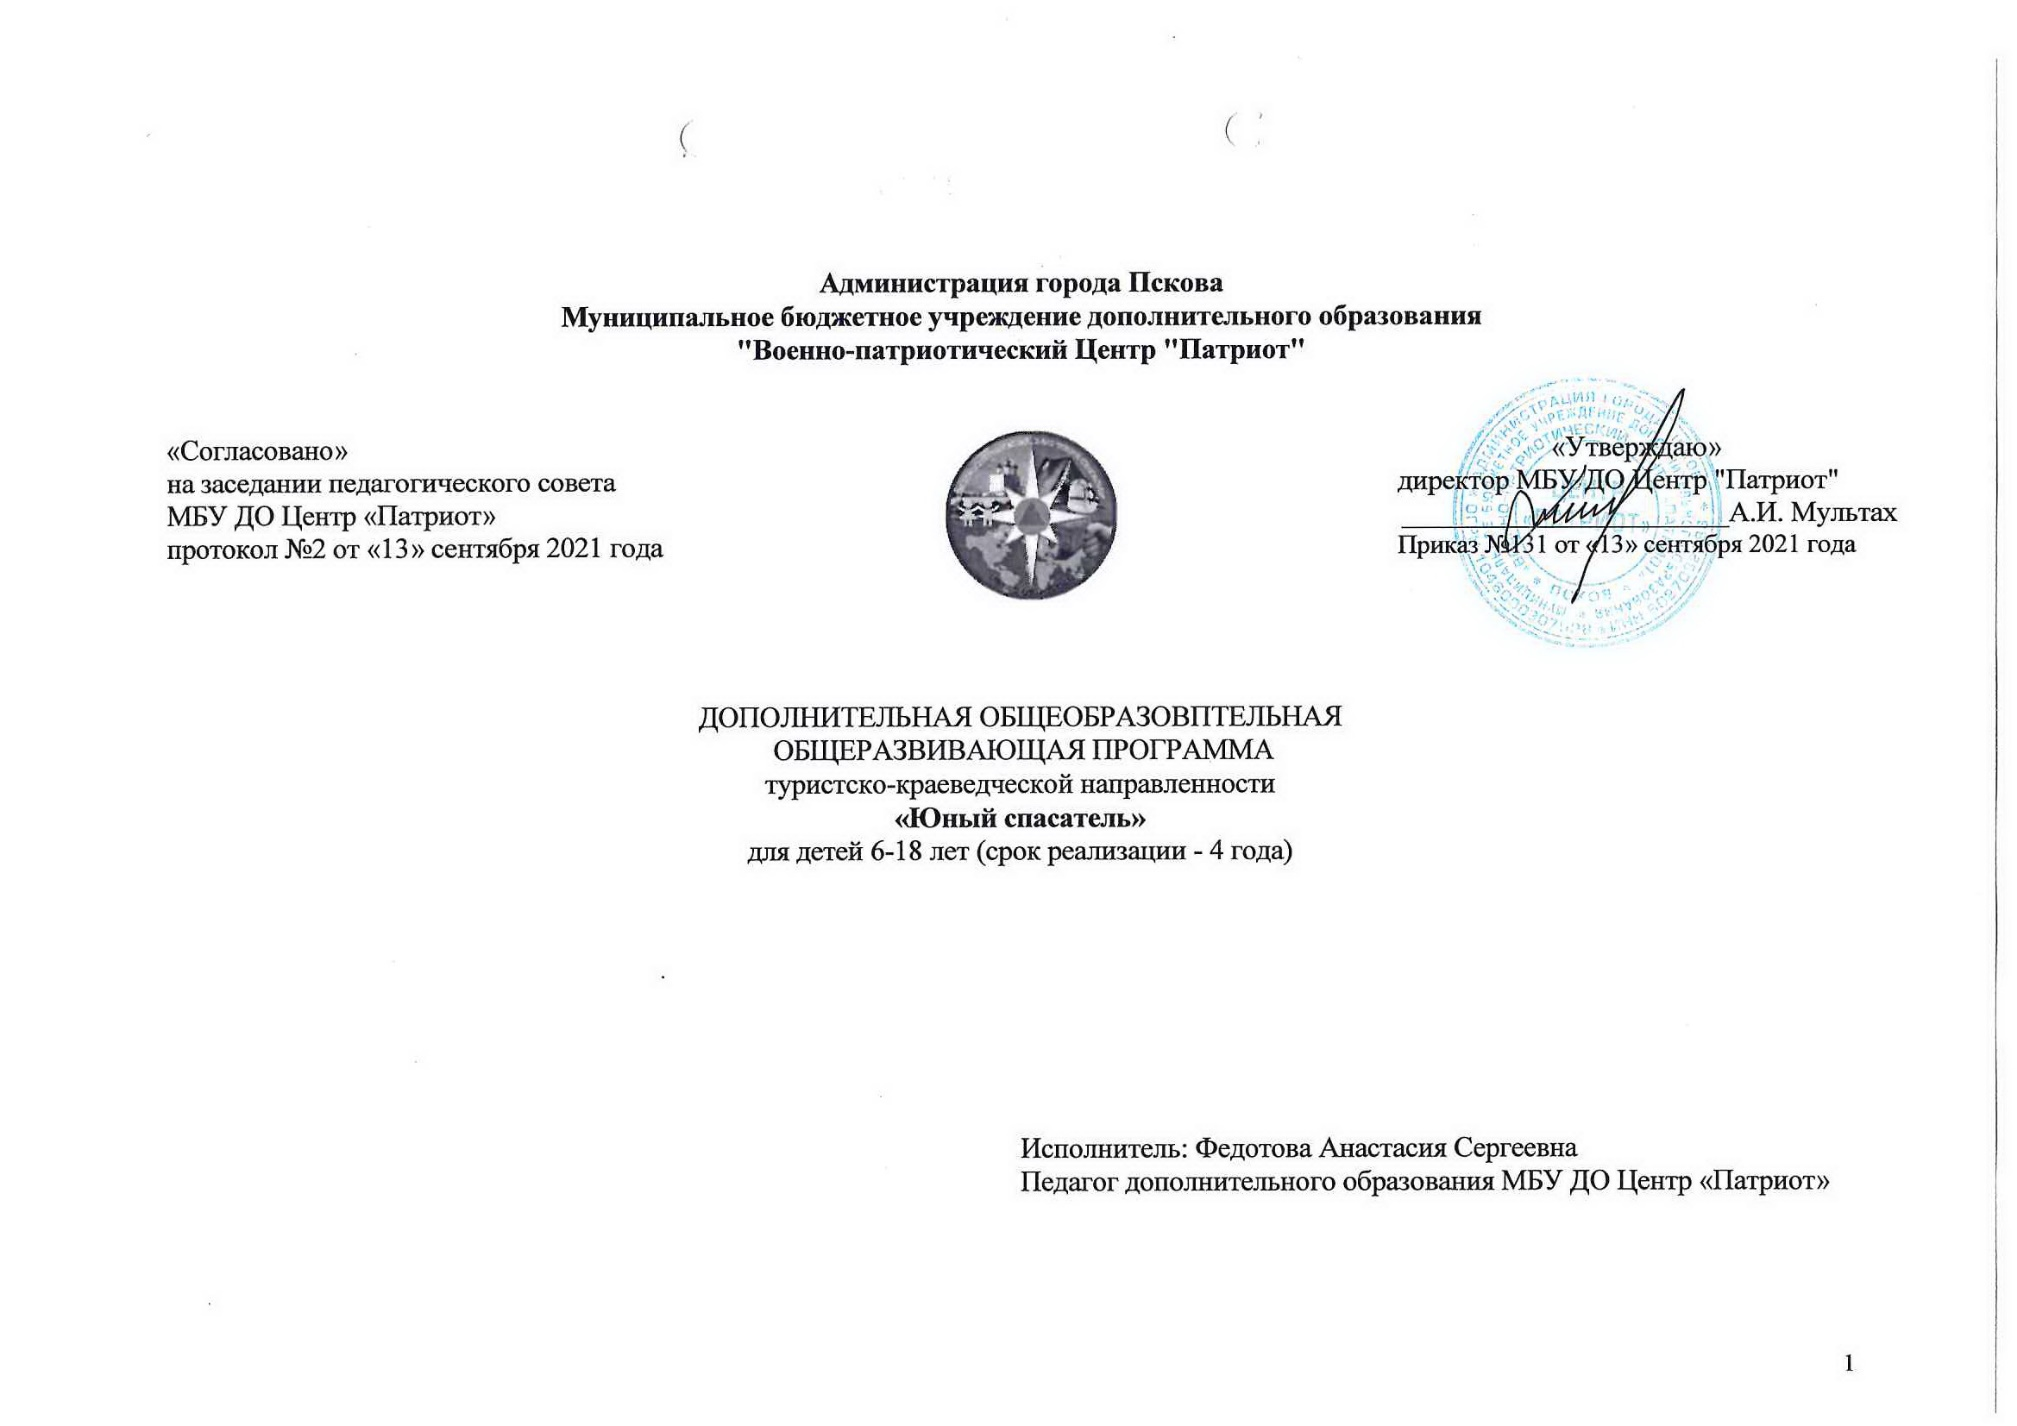 Администрация города Пскова
Муниципальное бюджетное учреждение дополнительного образования
"Военно-патриотический Центр "Патриот"
«Согласовано»
на заседании педагогического совета
МБУ ДО Центр «Патриот»
протокол №2 от «13» сентября 2021 года
«Утверждаю»
директор МБУ ДО Центр "Патриот"
А.И. Мультах
Приказ №131 от «13» сентября 2021 года
ДОПОЛНИТЕЛЬНАЯ ОБЩЕОБРАЗОВПТЕЛЬНАЯ
ОБЩЕРАЗВИВАЮЩАЯ ПРОГРАММА
туристско-краеведческой направленности
«Юный спасатель»
для детей 6-18 лет (срок реализации - 4 года)
Исполнитель: Федотова Анастасия Сергеевна
Педагог дополнительного образования МБУ ДО Центр «Патриот»
1